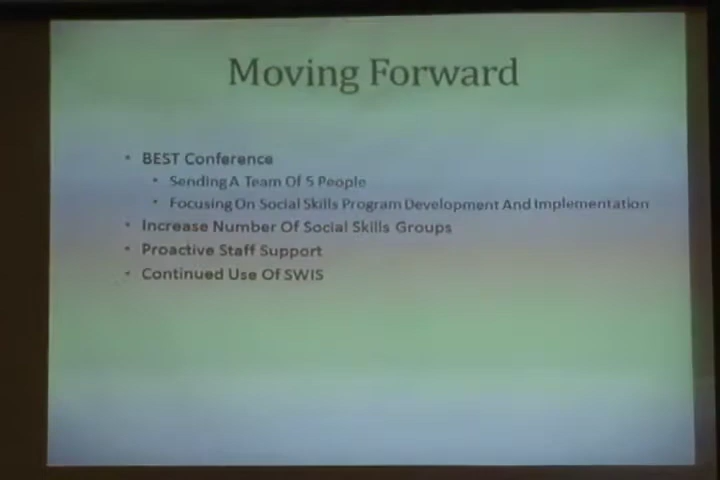 Moving Forward
• BEST Conference
• Sending A Team Of 5 People
• Focusing On Social Skills Program Development And Implementation
• Increase Number Of Social Skills Groups
• Proactive Staff Support
• Continued Use Of SWIS